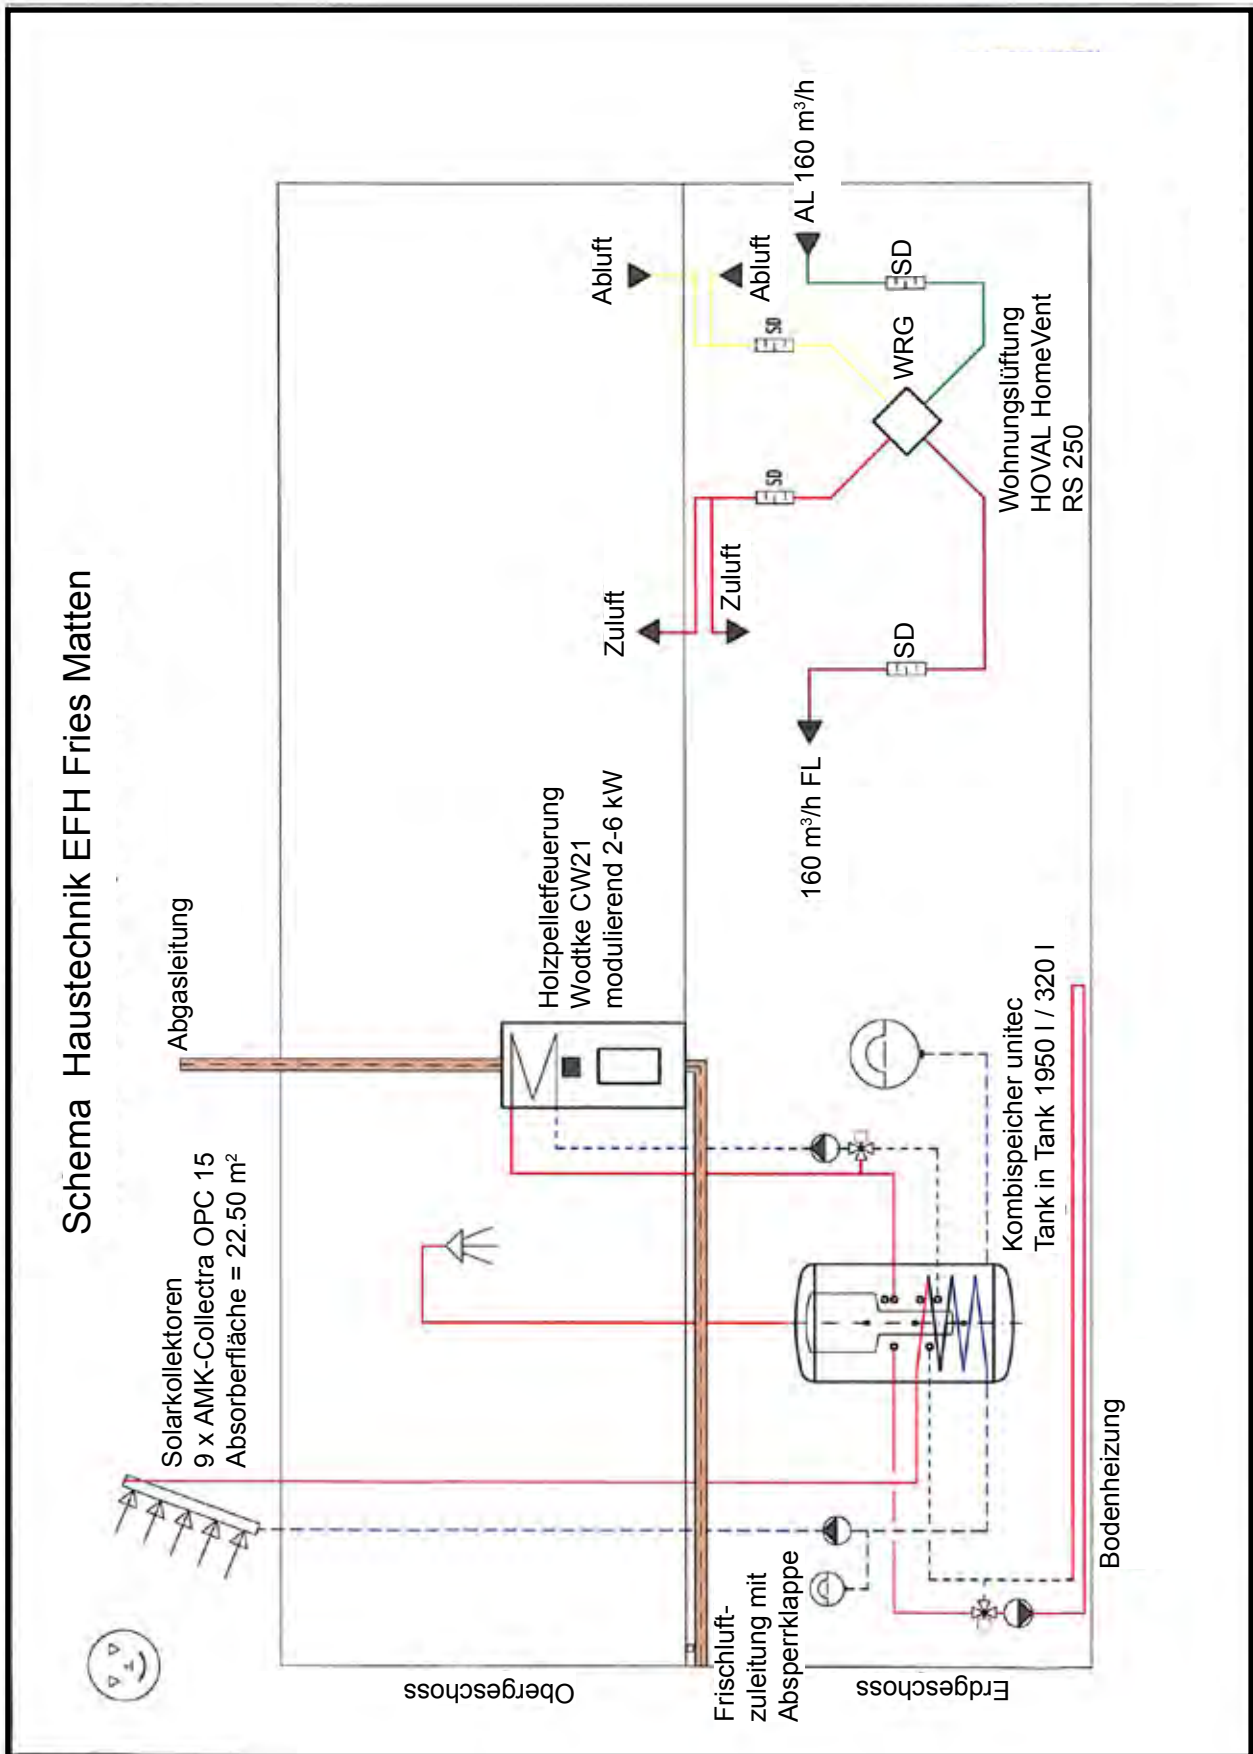 Schema Haustechnik EFH Fries Matten
Solarkollektoren
9 x AMK-Collectra OPC 15
Absorberfläche = 22.50 m²
Abgasleitung
Obergeschoss
Holzpelletfeuerung
Wodtke CW21
modulierend 2-6 kW
Zuluft
Abluft
Frischluft-
zuleitung mit
Absperrklappe
Zuluft
Abluft
SD
SD
160 m³/h FL
AL 160 m³/h
Erdgeschoss
SD
WRG
SD
Kombispeicher unitec
Tank in Tank 1950 l / 320 l
Wohnungslüftung
HOVAL HomeVent
RS 250
Bodenheizung